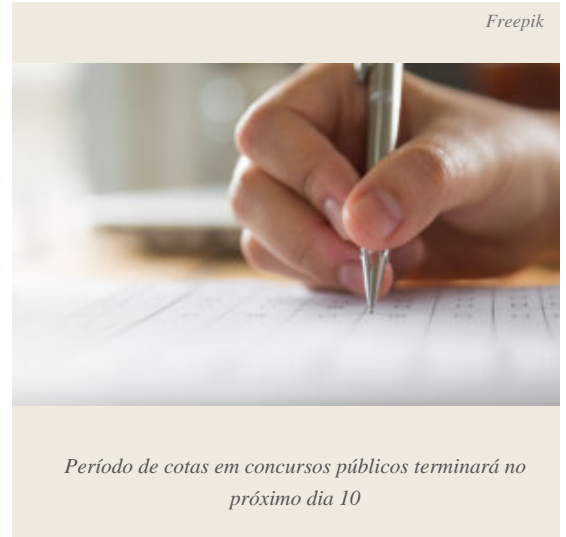 Freepik
Período de cotas em concursos públicos terminará no
próximo dia 10